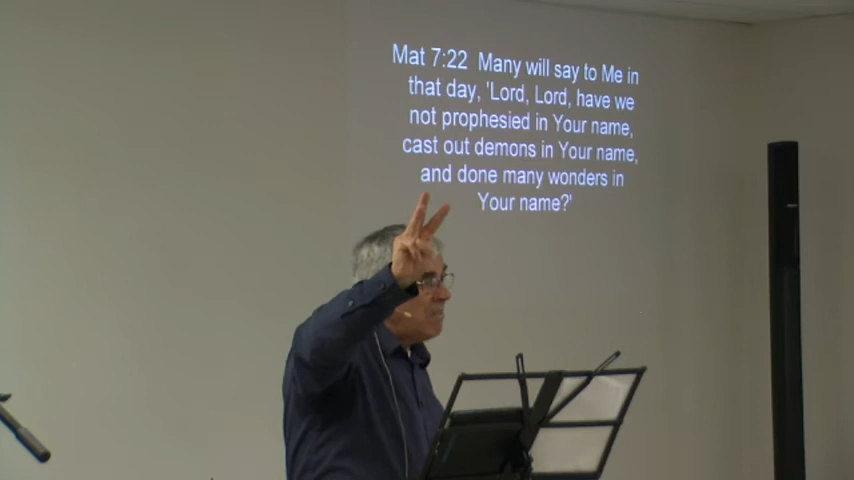 Mat 7:22  Many will say to Me in
that day, 'Lord, Lord, have we
not prophesied in Your name,
cast out demons in Your name,
and done many wonders in
Your name?'